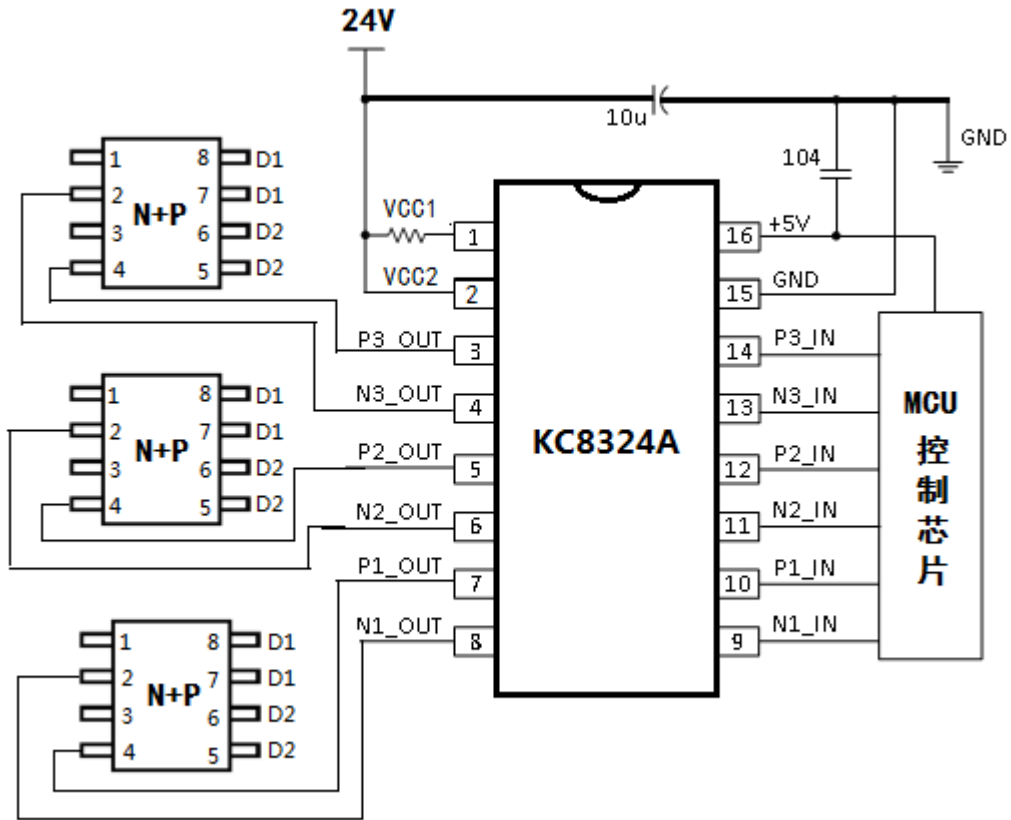 24V
10u
GND
104
1 8 D1
2 7 D1
N+P
3 6 D2
4 5 D2
VCC1 1
VCC2 2
P3_OUT 3
N3_OUT 4
P2_OUT 5
N2_OUT 6
P1_OUT 7
N1_OUT 8
KC8324A
16 +5V
15 GND
14 P3_IN
13 N3_IN
12 P2_IN
11 N2_IN
10 P1_IN
9 N1_IN
MCU
控
制
芯
片
1 8 D1
2 7 D1
N+P
3 6 D2
4 5 D2
1 8 D1
2 7 D1
N+P
3 6 D2
4 5 D2